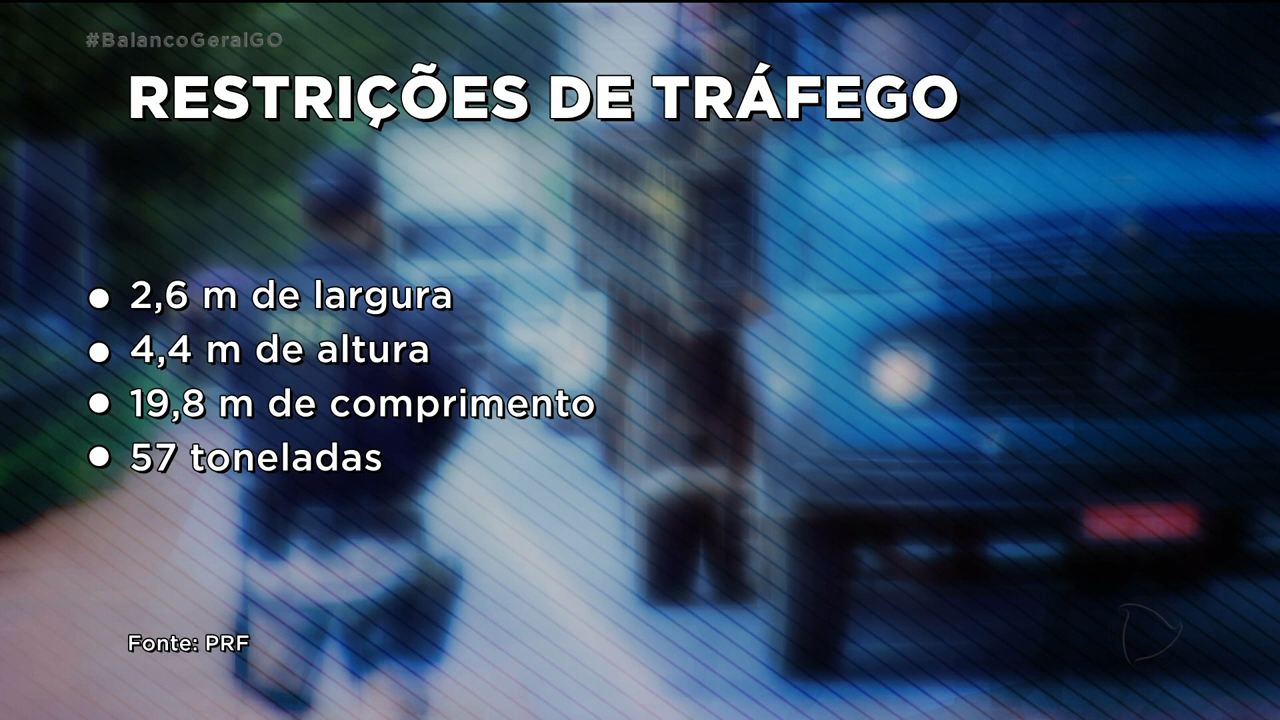 #BalancoGeralGO
RESTRIÇÕES DE TRÁFEGO
2,6 m de largura
4,4 m de altura
19,8 m de comprimento
57 toneladas
Fonte: PRF